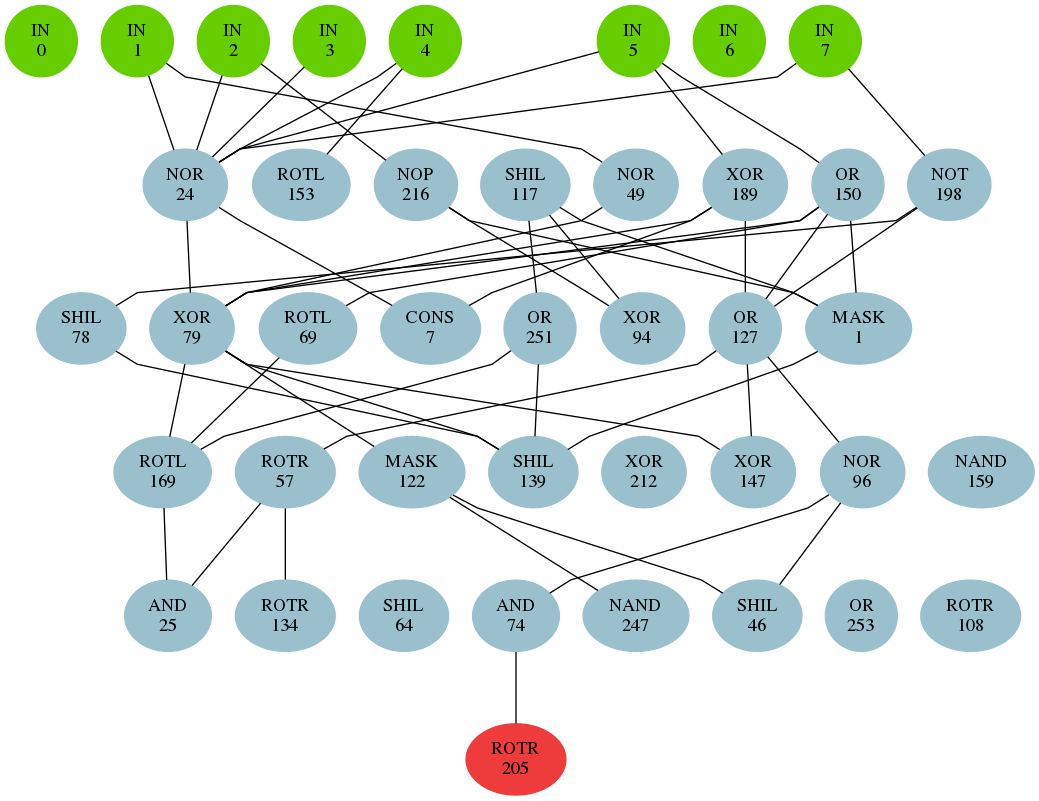 IN
0
IN
1
IN
2
IN
3
IN
4
IN
5
IN
6
IN
7
NOR
24
ROTL
153
NOP
216
SHIL
117
NOR
49
XOR
189
OR
150
NOT
198
SHIL
78
XOR
79
ROTL
69
CONS
7
OR
251
XOR
94
OR
127
MASK
1
ROTL
169
ROTR
57
MASK
122
SHIL
139
XOR
212
XOR
147
NOR
96
NAND
159
AND
25
ROTR
134
SHIL
64
AND
74
NAND
247
SHIL
46
OR
253
ROTR
108
ROTR
205